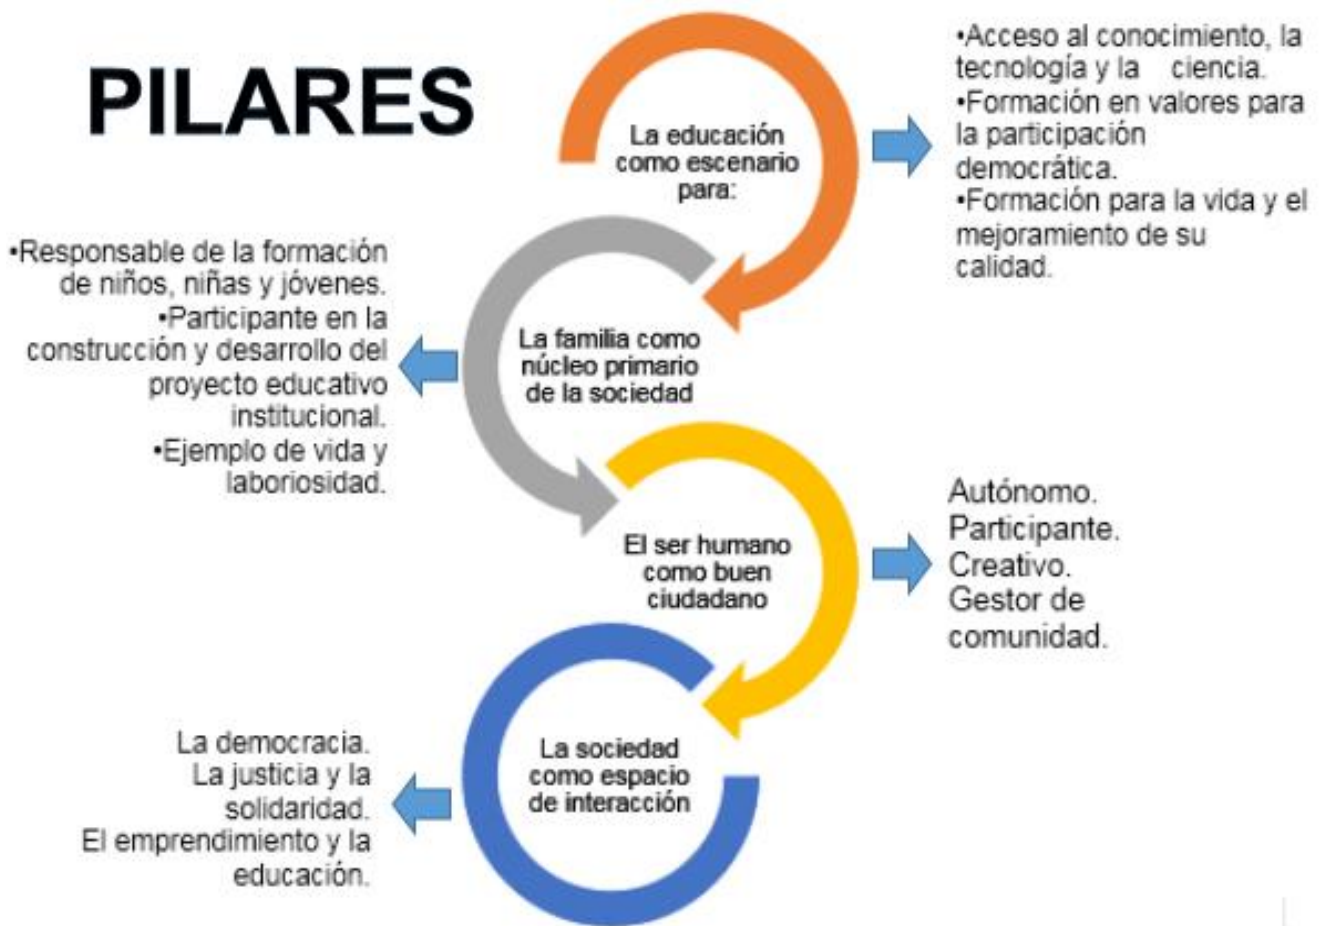 PILARES
La educación
como escenario
para:
•Acceso al conocimiento, la
tecnología y la ciencia.
•Formación en valores para
la participación
democrática.
•Formación para la vida y el
mejoramiento de su
calidad.
La familia como
núcleo primario
de la sociedad
•Responsable de la formación
de niños, niñas y jóvenes.
•Participante en la
construcción y desarrollo del
proyecto educativo
institucional.
•Ejemplo de vida y
laboriosidad.
El ser humano
como buen
ciudadano
Autónomo.
Participante.
Creativo.
Gestor de
comunidad.
La sociedad
como espacio
de interacción
La democracia.
La justicia y la
solidaridad.
El emprendimiento y la
educación.